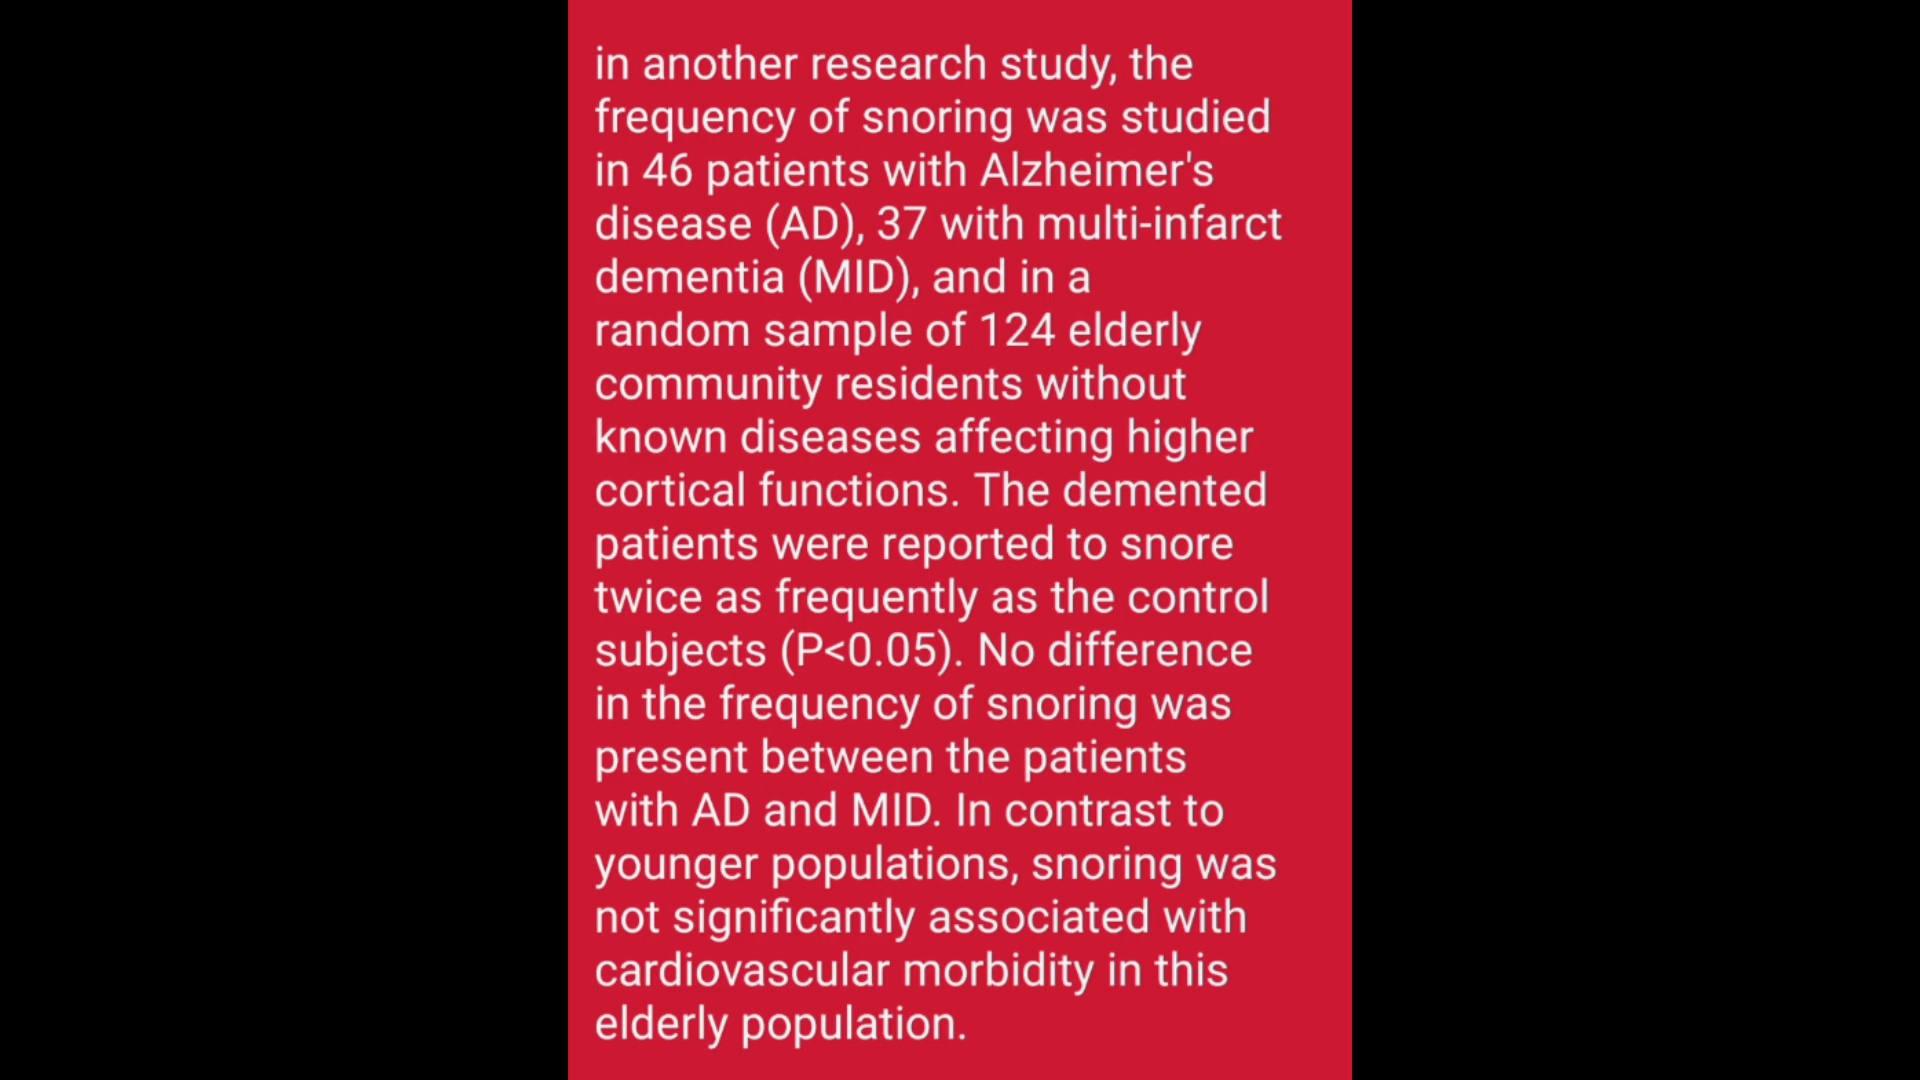 in another research study, the
frequency of snoring was studied
in 46 patients with Alzheimer's
disease (AD), 37 with multi-infarct
dementia (MID), and in a
random sample of 124 elderly
community residents without
known diseases affecting higher
cortical functions. The demented
patients were reported to snore
twice as frequently as the control
subjects (P<0.05). No difference
in the frequency of snoring was
present between the patients
with AD and MID. In contrast to
younger populations, snoring was
not significantly associated with
cardiovascular morbidity in this
elderly population.